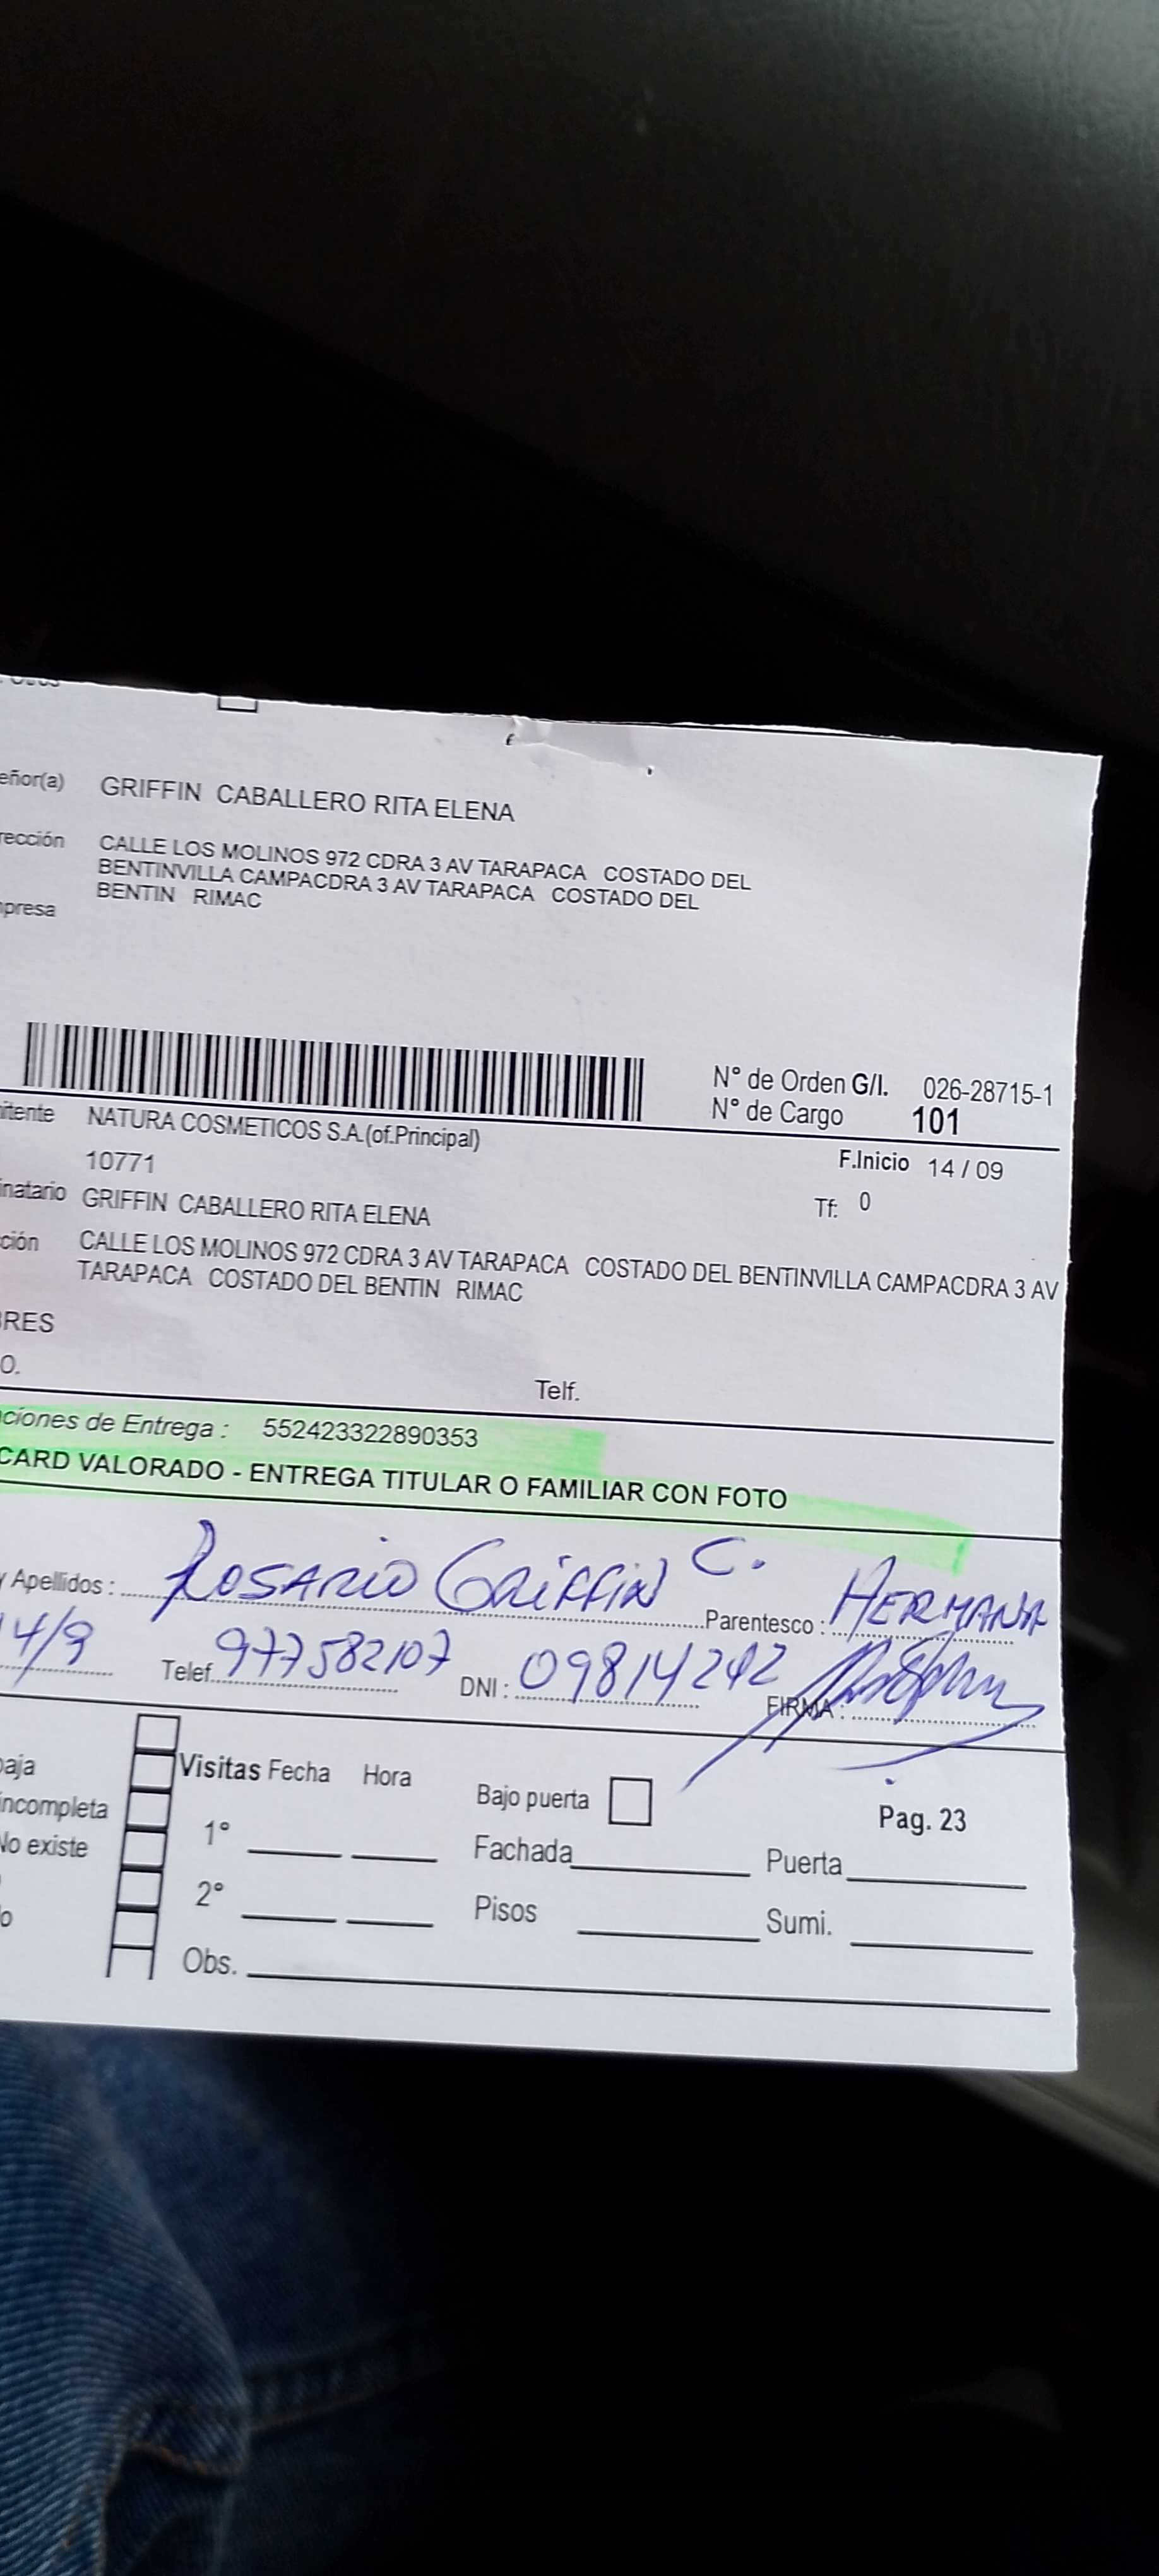 eñor(a) GRIFFIN CABALLERO RITA ELENA
rección CALLE LOS MOLINOS 972 CDRA 3 AV TARAPACA COSTADO DEL
BENTINVILLA CAMPACDRA 3 AV TARAPACA COSTADO DEL
BENTIN RIMAC
presa
N° de Orden G/I. 026-28715-1
N° de Cargo 101
itente NATURA COSMETICOS S.A.(of.Principal)
10771
F.Inicio 14 / 09
inatario GRIFFIN CABALLERO RITA ELENA
Tf: 0
ción CALLE LOS MOLINOS 972 CDRA 3 AV TARAPACA COSTADO DEL BENTINVILLA CAMPACDRA 3 AV
TARAPACA COSTADO DEL BENTIN RIMAC
BRES
O.
Telf.
ciones de Entrega : 552423322890353
CARD VALORADO - ENTREGA TITULAR O FAMILIAR CON FOTO
y Apellidos : ROSARIO GRIFFIN C. Parentesco : HERMANA
4/9 Telef. 977582107 DNI : 09814242 FIRMA :
baja
Visitas Fecha Hora
Bajo puerta
Pag. 23
incompleta
No existe
1°
Fachada
Puerta
2°
Pisos
Sumi.
Obs.